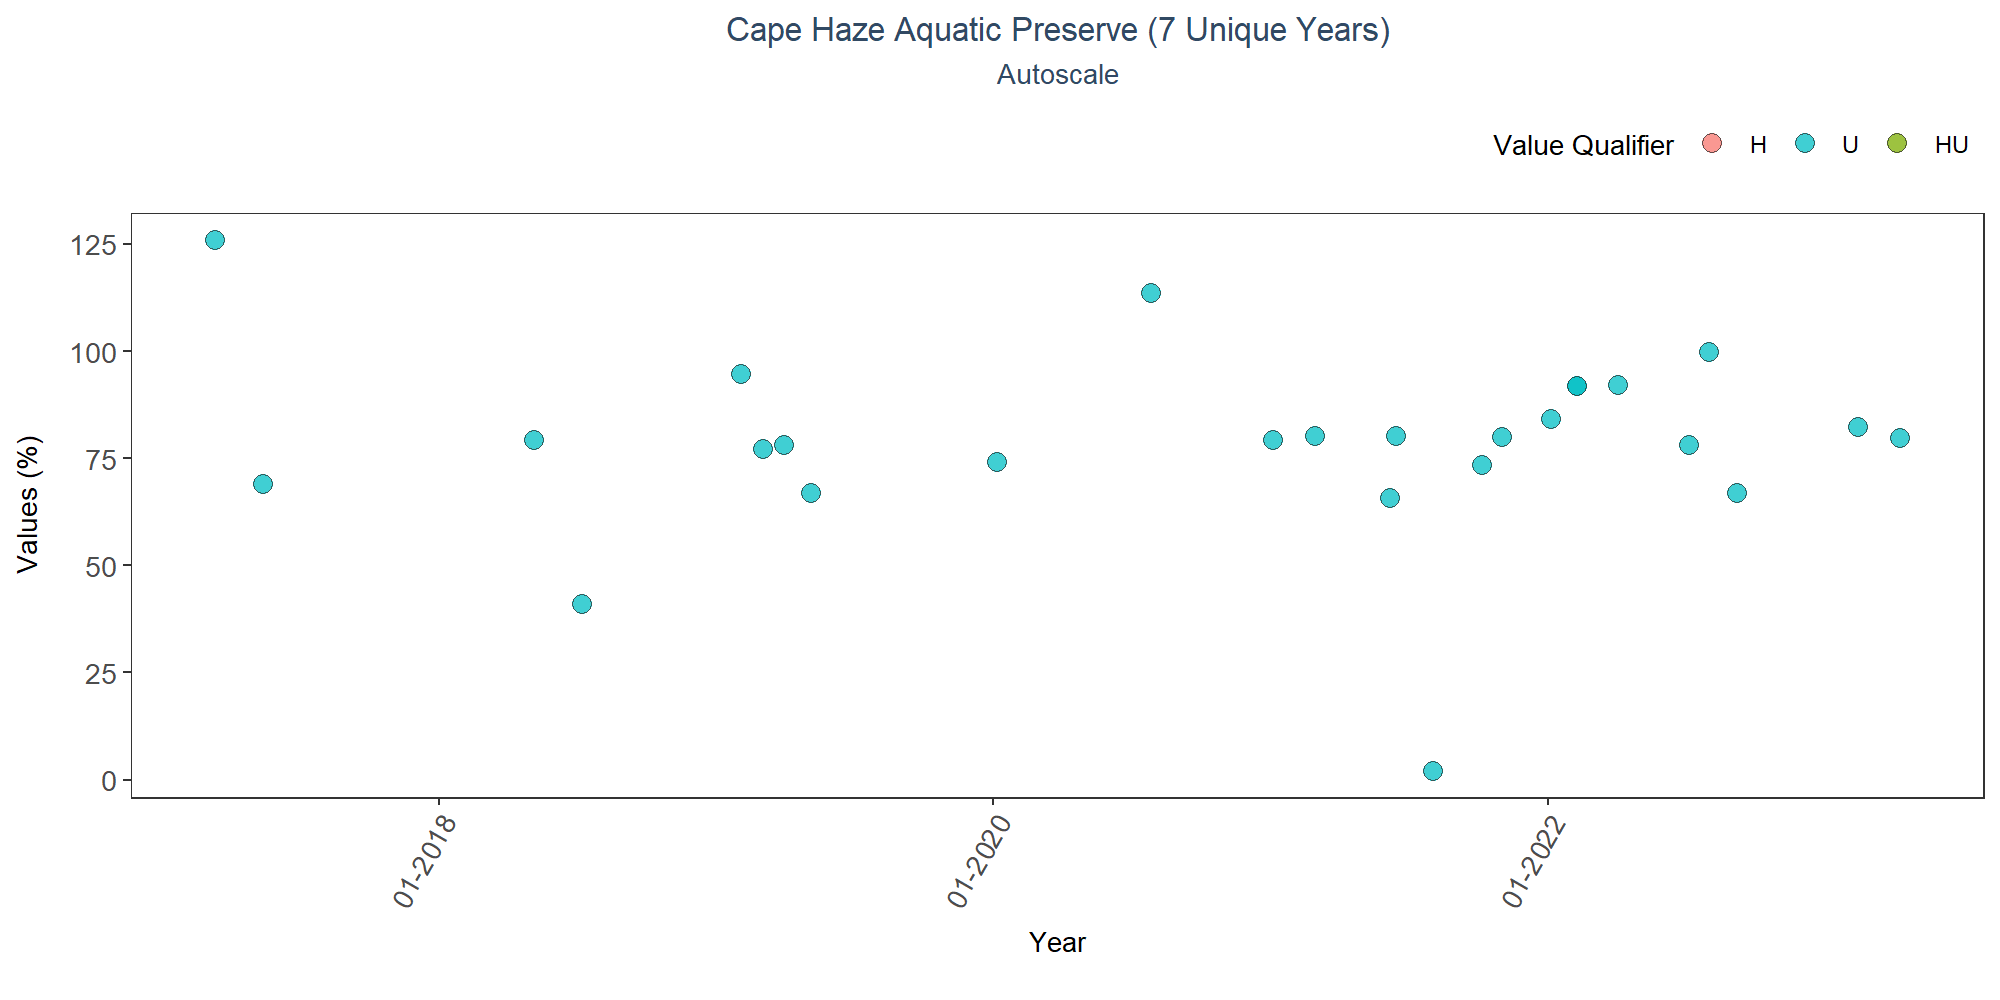 Cape Haze Aquatic Preserve (7 Unique Years)
Autoscale
Value Qualifier H U HU
125
100
75
50
25
0
Values (%)
01-2018
01-2020
01-2022
Year